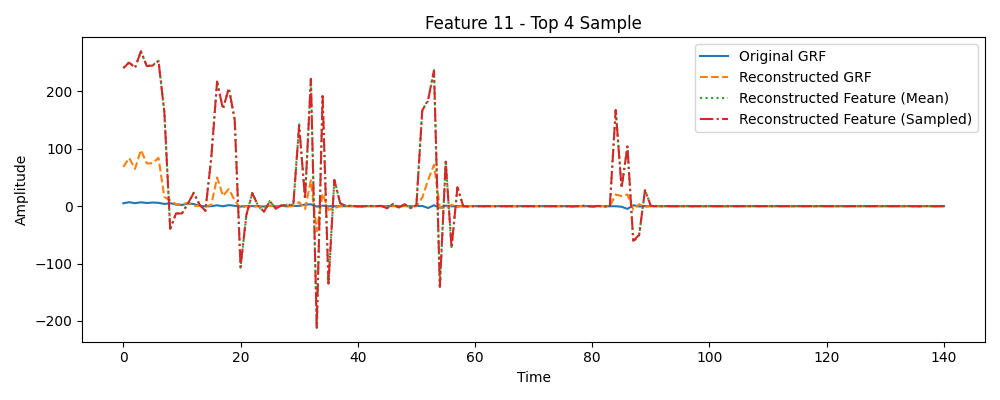 Feature 11 - Top 4 Sample
Original GRF
Reconstructed GRF
Reconstructed Feature (Mean)
Reconstructed Feature (Sampled)
Amplitude
200
100
0
−100
−200
0 20 40 60 80 100 120 140
Time